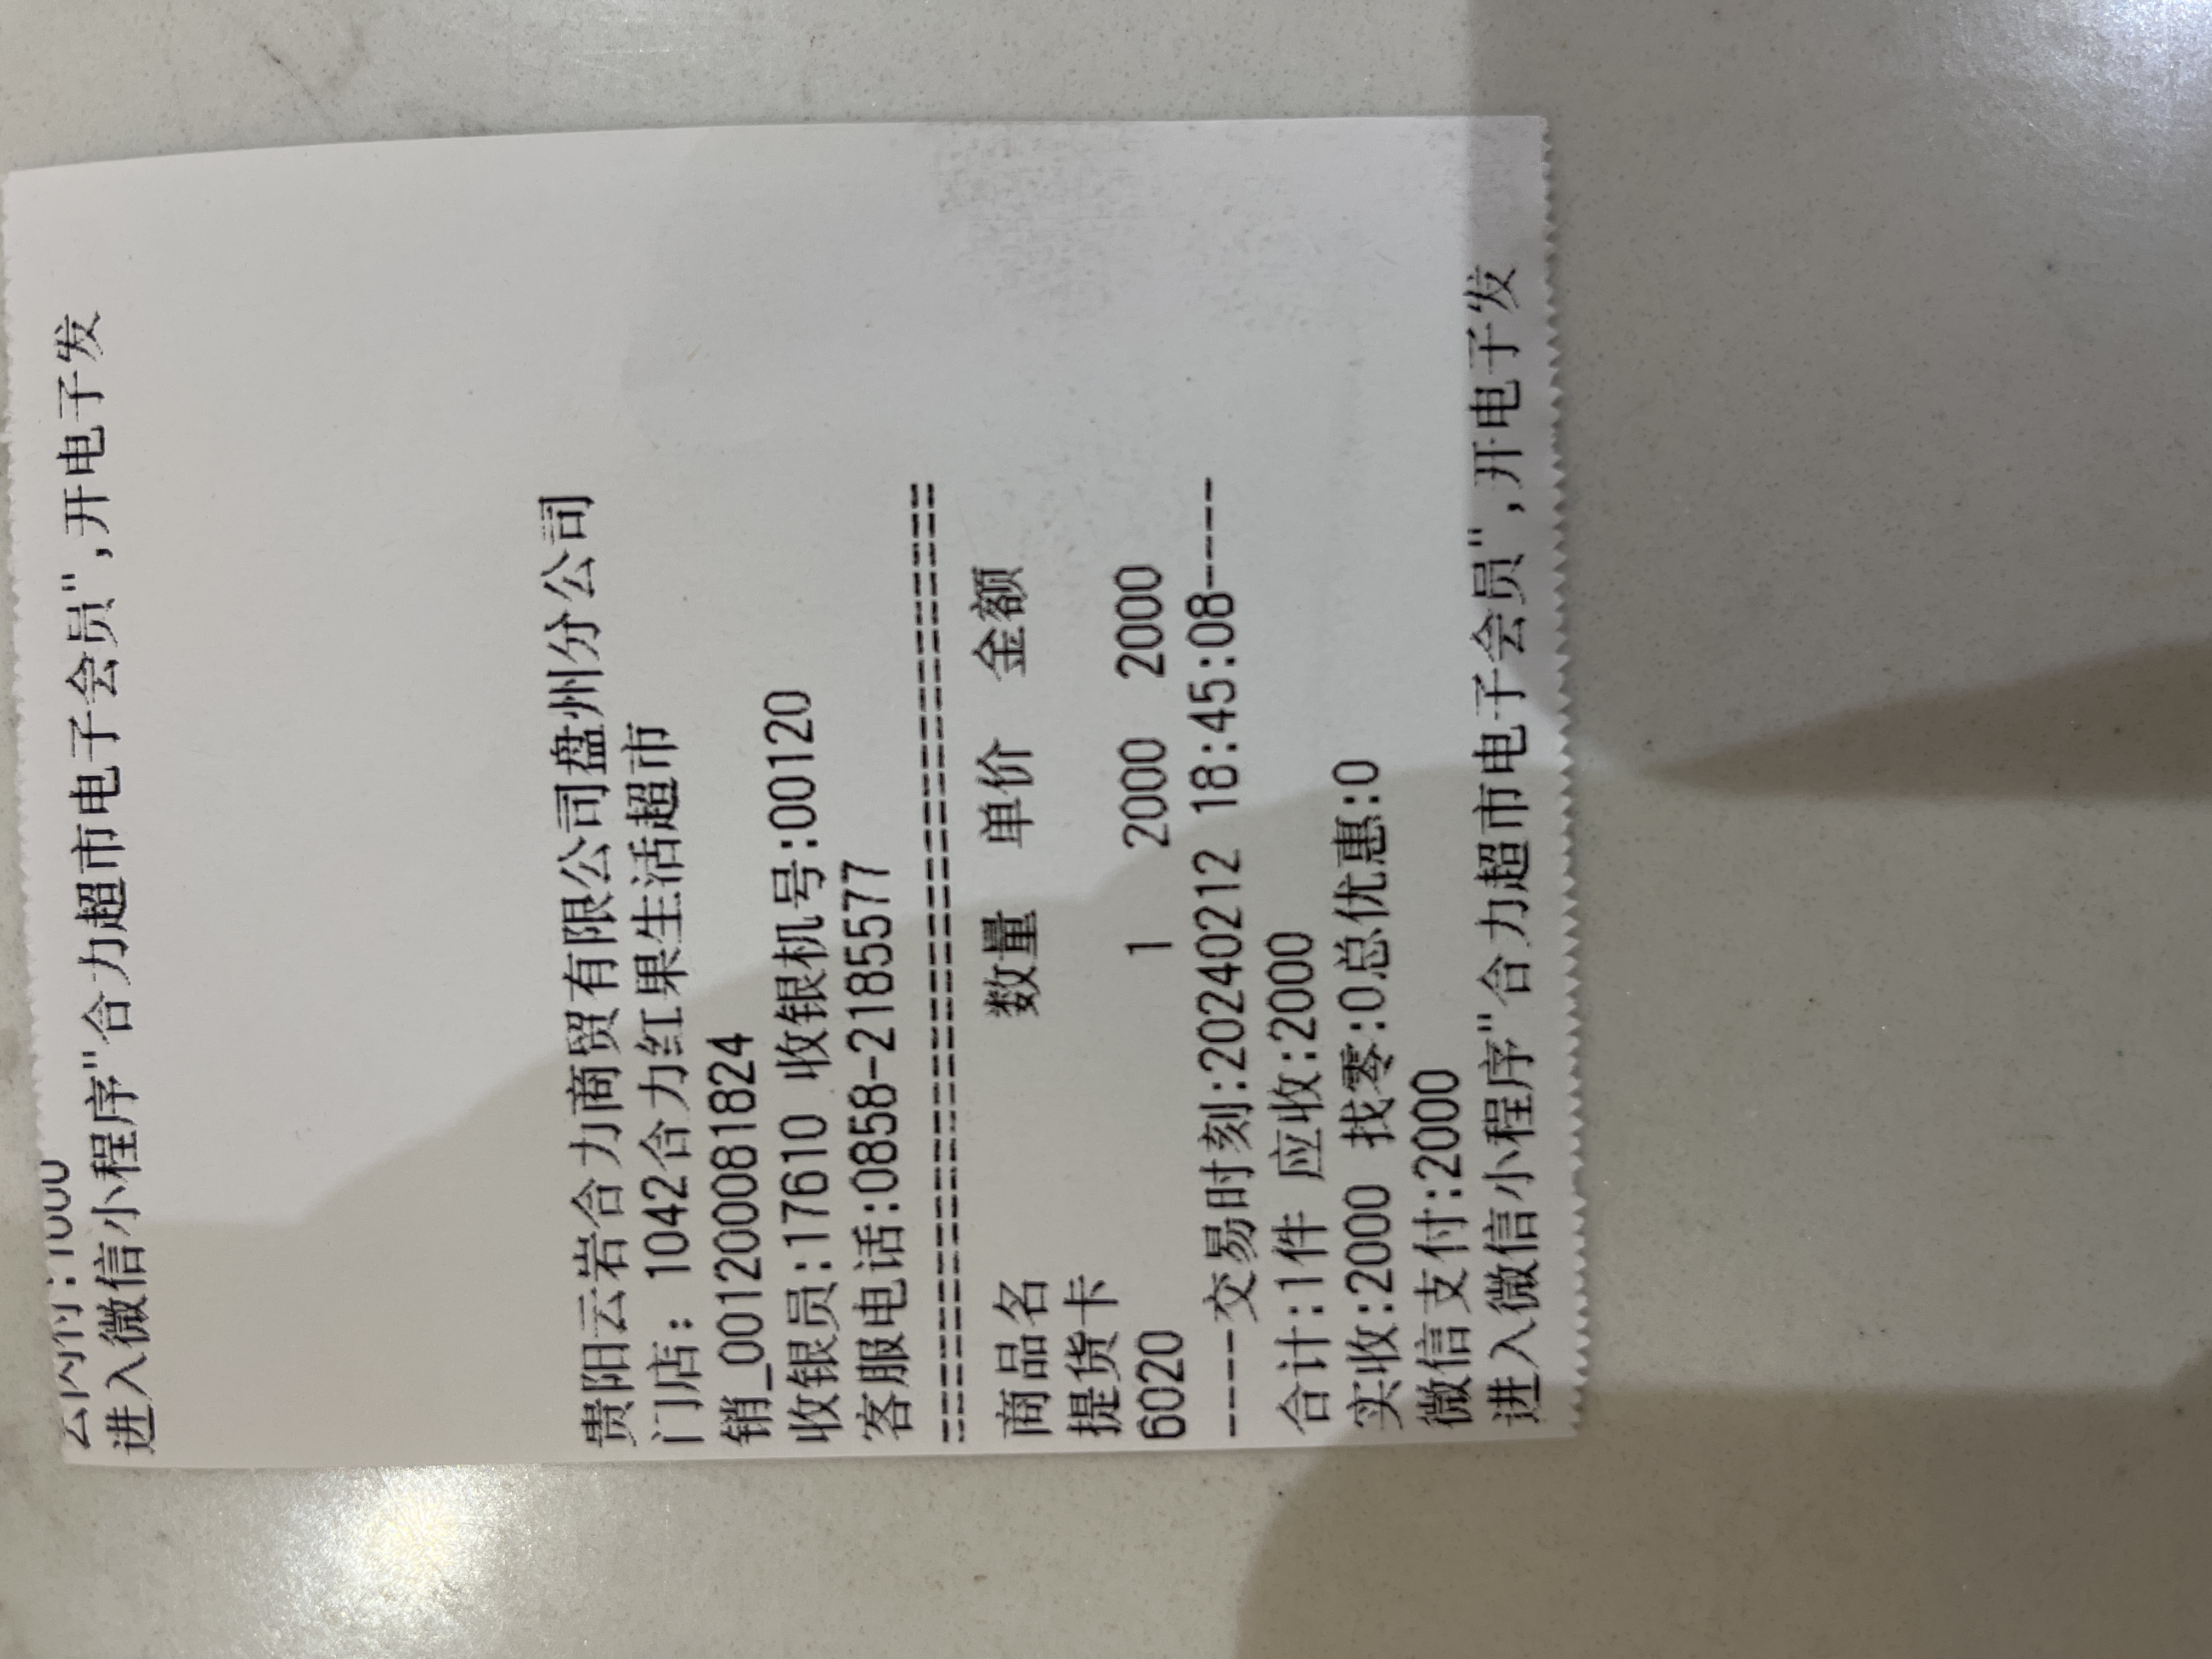 :1000
进入微信小程序"合力超市电子会员",开电子发
贵阳云岩合力商贸有限公司盘州分公司
门店: 1042合力红果生活超市
销_001200081824
收银员:17610 收银机号:00120
客服电话:0858-2185577
================================
商品名 数量 单价 金额
提货卡
6020 1 2000 2000
----交易时刻:20240212 18:45:08----
合计:1件 应收:2000
实收:2000 找零:0总优惠:0
微信支付:2000
进入微信小程序"合力超市电子会员",开电子发